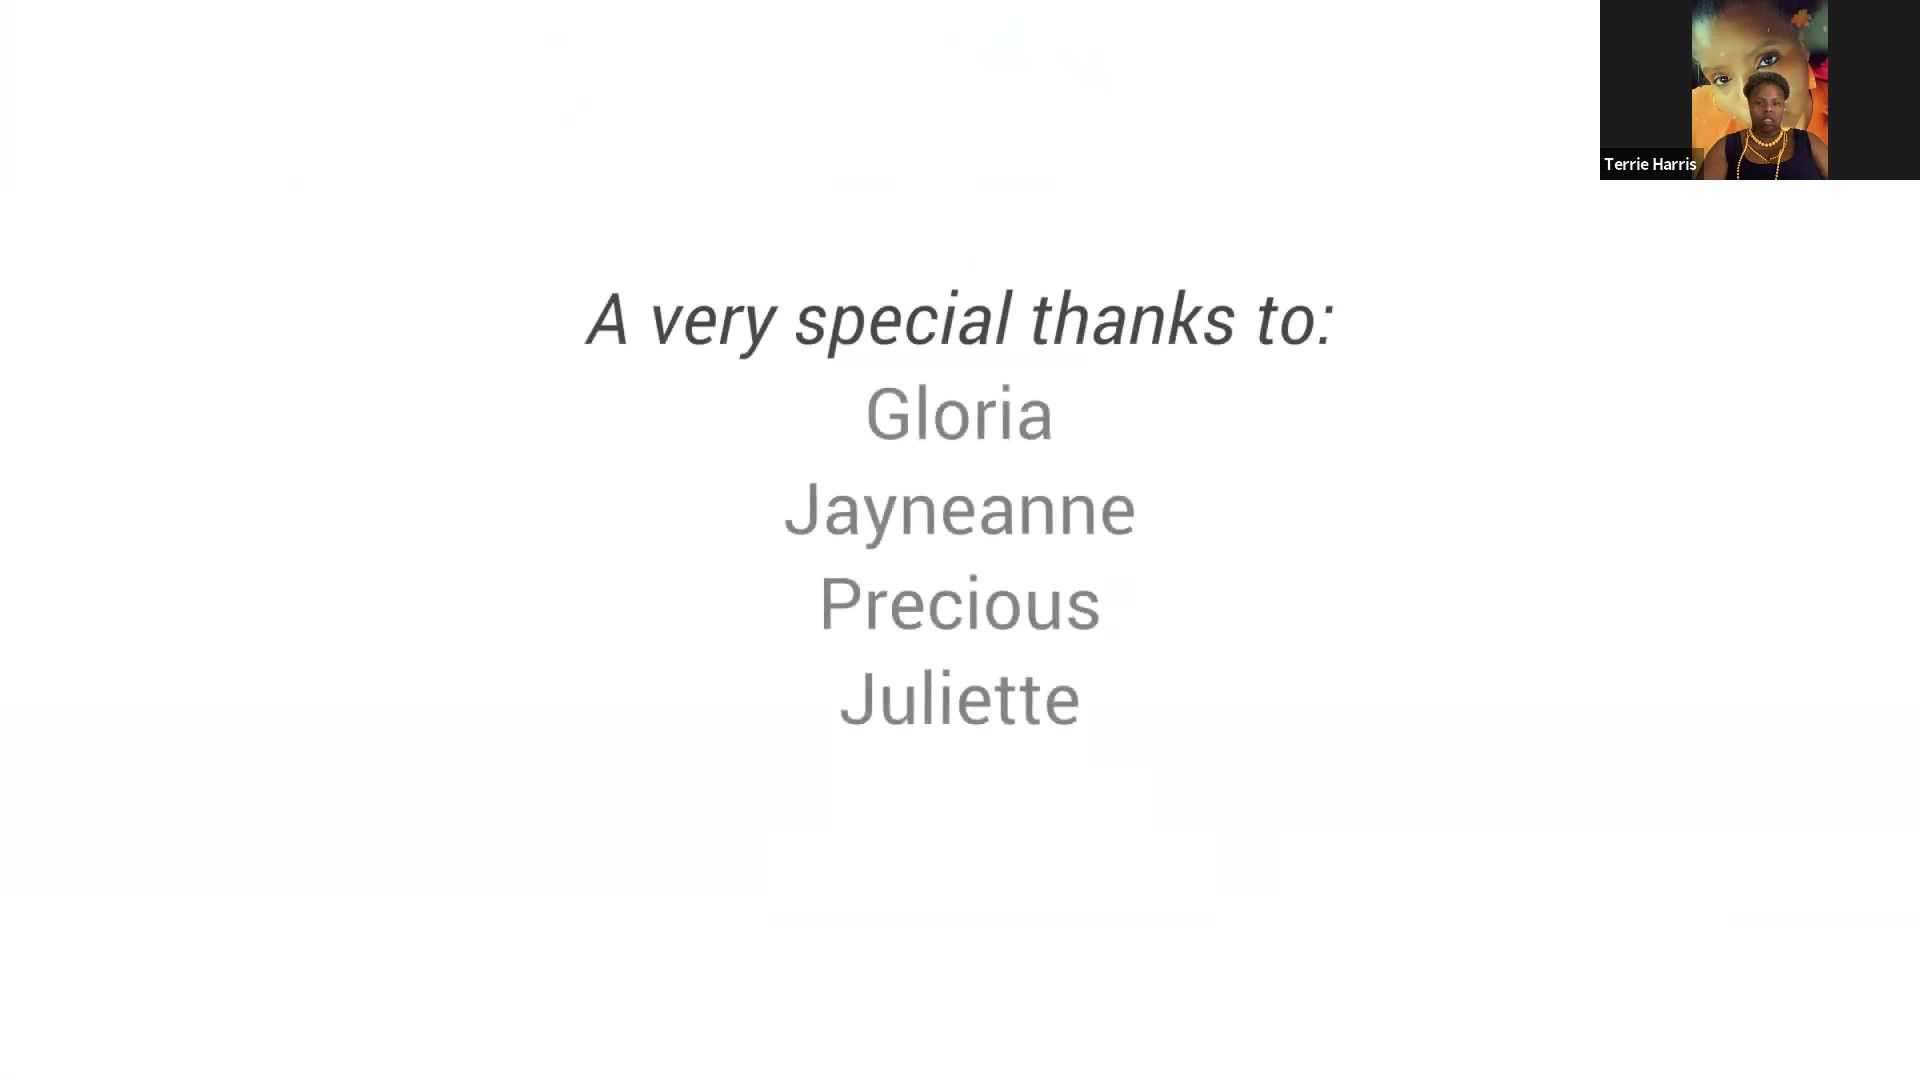 Terrie Harris
A very special thanks to:
Gloria
Jayneanne
Precious
Juliette